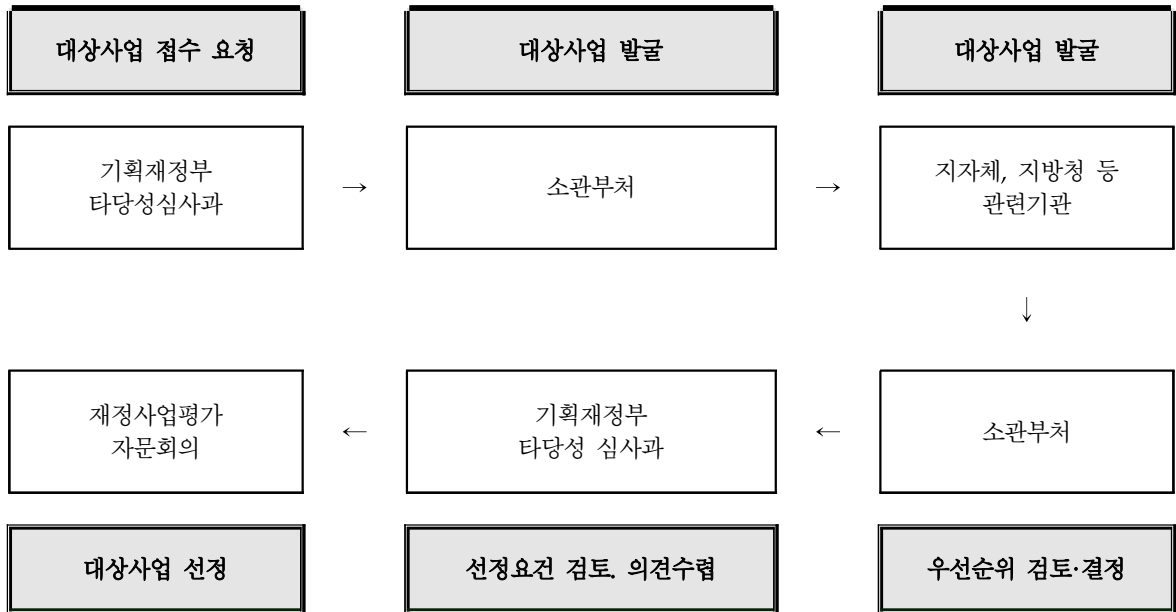 대상사업 접수 요청
대상사업 발굴
대상사업 발굴
기획재정부
타당성심사과
→
소관부처
→
지자체, 지방청 등
관련기관
↓
재정사업평가
자문회의
←
기획재정부
타당성 심사과
←
소관부처
대상사업 선정
선정요건 검토. 의견수렴
우선순위 검토·결정